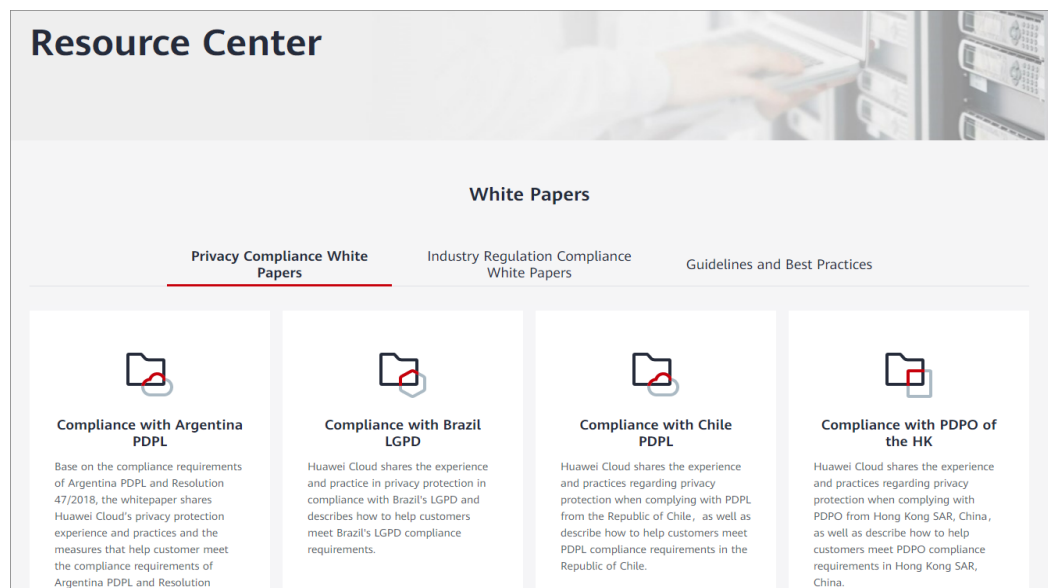 Resource Center
White Papers
Privacy Compliance White
Papers
Industry Regulation Compliance
White Papers
Guidelines and Best Practices
Compliance with Argentina
PDPL
Base on the compliance requirements
of Argentina PDPL and Resolution
47/2018, the whitepaper shares
Huawei Cloud's privacy protection
experience and practices and the
measures that help customer meet
the compliance requirements of
Argentina PDPL and Resolution
Compliance with Brazil
LGPD
Huawei Cloud shares the experience
and practice in privacy protection in
compliance with Brazil's LGPD and
describes how to help customers
meet Brazil's LGPD compliance
requirements.
Compliance with Chile
PDPL
Huawei Cloud shares the experience
and practices regarding privacy
protection when complying with PDPL
from the Republic of Chile，as well as
describe how to help customers meet
PDPL compliance requirements in the
Republic of Chile.
Compliance with PDPO of
the HK
Huawei Cloud shares the experience
and practices regarding privacy
protection when complying with
PDPO from Hong Kong SAR, China，
as well as describe how to help
customers meet PDPO compliance
requirements in Hong Kong SAR,
China.